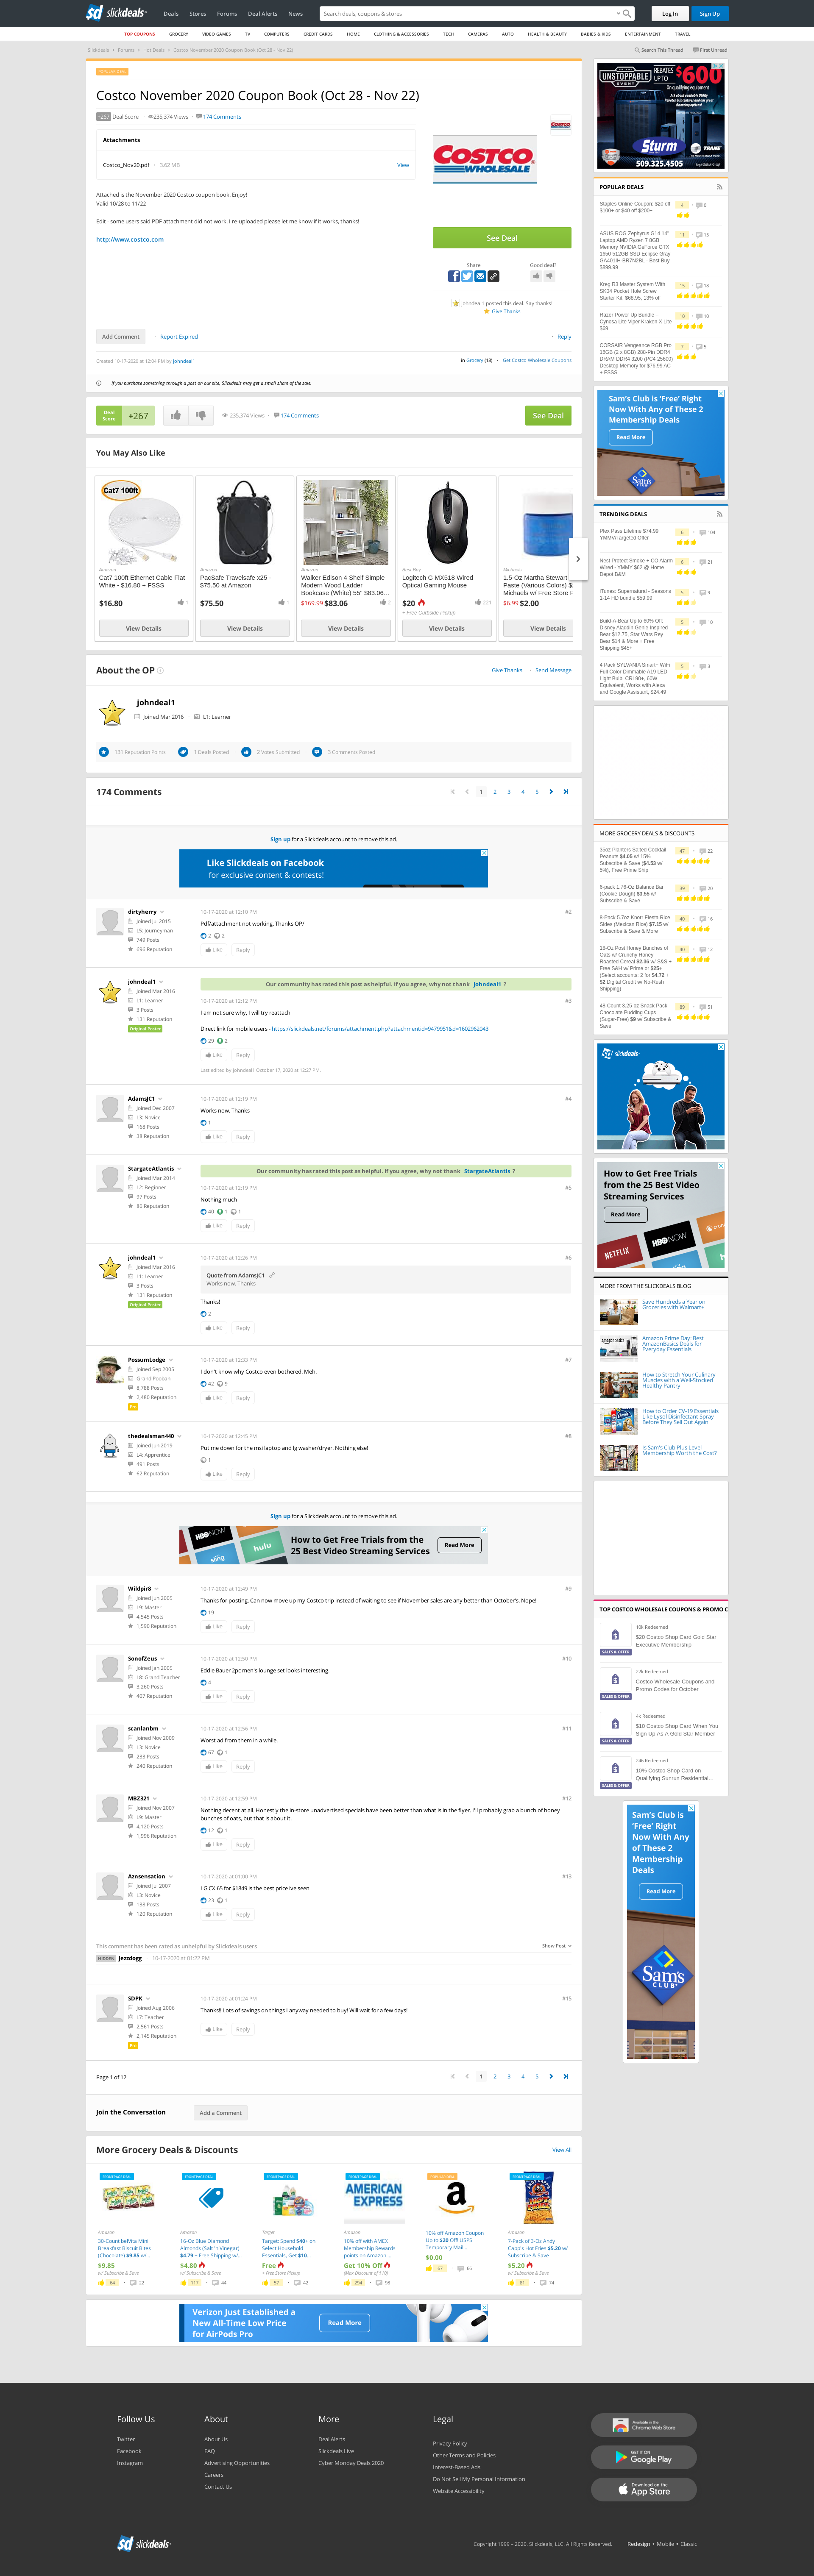 slickdeals
Deals Stores Forums Deal Alerts News
Search deals, coupons & stores
Log In
Sign Up
TOP COUPONS GROCERY VIDEO GAMES TV COMPUTERS CREDIT CARDS HOME CLOTHING & ACCESSORIES TECH CAMERAS AUTO HEALTH & BEAUTY BABIES & KIDS ENTERTAINMENT TRAVEL
Slickdeals Forums Hot Deals Costco November 2020 Coupon Book (Oct 28 - Nov 22)
Search This Thread First Unread
Costco November 2020 Coupon Book (Oct 28 - Nov 22)
+267 Deal Score 235,374 Views 174 Comments
Attachments
Costco_Nov20.pdf 3.62 MB View
COSTCO
WHOLESALE
Attached is the November 2020 Costco coupon book. Enjoy!
Valid 10/28 to 11/22
Edit - some users said PDF attachment did not work. I re-uploaded please let me know if it works, thanks!
http://www.costco.com
See Deal
Share Good deal?
johndeal1 posted this deal. Say thanks!
Give Thanks
Add Comment Report Expired Reply
Created 10-17-2020 at 12:04 PM by johndeal1
in Grocery (18) Get Costco Wholesale Coupons
If you purchase something through a post on our site, Slickdeals may get a small share of the sale.
Deal Score +267 235,374 Views 174 Comments See Deal
You May Also Like
Cat7 100ft
Amazon
Cat7 100ft Ethernet Cable Flat White - $16.80 + FSSS
$16.80 1
View Details
Amazon
PacSafe Travelsafe x25 - $75.50 at Amazon
$75.50 1
View Details
Amazon
Walker Edison 4 Shelf Simple Modern Wood Ladder Bookcase (White) 55" $83.06...
$169.99 $83.06 2
View Details
Best Buy
Logitech G MX518 Wired Optical Gaming Mouse
$20 221
+ Free Curbside Pickup
View Details
Michaels
1.5-Oz Martha Stewart
Paste (Various Colors) $
Michaels w/ Free Store P
$6.99 $2.00
View Details
About the OP
Give Thanks Send Message
johndeal1
Joined Mar 2016 L1: Learner
131 Reputation Points 1 Deals Posted 2 Votes Submitted 3 Comments Posted
174 Comments
1 2 3 4 5
Sign up for a Slickdeals account to remove this ad.
Like Slickdeals on Facebook
for exclusive content & contests!
dirtyherry
Joined Jul 2015
L5: Journeyman
749 Posts
696 Reputation
10-17-2020 at 12:10 PM #2
Pdf/attachment not working. Thanks OP/
2 2
Like Reply
johndeal1
Joined Mar 2016
L1: Learner
3 Posts
131 Reputation
Original Poster
Our community has rated this post as helpful. If you agree, why not thank johndeal1 ?
10-17-2020 at 12:12 PM #3
I am not sure why, I will try reattach
Direct link for mobile users - https://slickdeals.net/forums/attachment.php?attachmentid=9479951&d=1602962043
29 2
Like Reply
Last edited by johndeal1 October 17, 2020 at 12:27 PM.
AdamsJC1
Joined Dec 2007
L3: Novice
168 Posts
38 Reputation
10-17-2020 at 12:19 PM #4
Works now. Thanks
1
Like Reply
StargateAtlantis
Joined Mar 2014
L2: Beginner
97 Posts
86 Reputation
Our community has rated this post as helpful. If you agree, why not thank StargateAtlantis ?
10-17-2020 at 12:19 PM #5
Nothing much
40 1 1
Like Reply
johndeal1
Joined Mar 2016
L1: Learner
3 Posts
131 Reputation
Original Poster
10-17-2020 at 12:26 PM #6
Quote from AdamsJC1
Works now. Thanks
Thanks!
2
Like Reply
PossumLodge
Joined Sep 2005
Grand Poobah
8,788 Posts
2,480 Reputation
Pro
10-17-2020 at 12:33 PM #7
I don't know why Costco even bothered. Meh.
42 9
Like Reply
thedealsman440
Joined Jun 2019
L4: Apprentice
491 Posts
62 Reputation
10-17-2020 at 12:45 PM #8
Put me down for the msi laptop and lg washer/dryer. Nothing else!
1
Like Reply
Sign up for a Slickdeals account to remove this ad.
HBO NOW
sling
hulu
How to Get Free Trials from the
25 Best Video Streaming Services
Read More
Wildpir8
Joined Jun 2005
L9: Master
4,545 Posts
1,590 Reputation
10-17-2020 at 12:49 PM #9
Thanks for posting. Can now move up my Costco trip instead of waiting to see if November sales are any better than October's. Nope!
19
Like Reply
SonofZeus
Joined Jan 2005
L8: Grand Teacher
3,260 Posts
407 Reputation
10-17-2020 at 12:50 PM #10
Eddie Bauer 2pc men's lounge set looks interesting.
4
Like Reply
scanlanbm
Joined Nov 2009
L3: Novice
233 Posts
240 Reputation
10-17-2020 at 12:56 PM #11
Worst ad from them in a while.
67 1
Like Reply
MBZ321
Joined Nov 2007
L9: Master
4,120 Posts
1,996 Reputation
10-17-2020 at 12:59 PM #12
Nothing decent at all. Honestly the in-store unadvertised specials have been better than what is in the flyer. I'll probably grab a bunch of honey
bunches of oats, but that is about it.
12 1
Like Reply
Aznsensation
Joined Jul 2007
L3: Novice
138 Posts
120 Reputation
10-17-2020 at 01:00 PM #13
LG CX 65 for $1849 is the best price ive seen
23 1
Like Reply
This comment has been rated as unhelpful by Slickdeals users Show Post
jezzdogg 10-17-2020 at 01:22 PM
SDPK
Joined Aug 2006
L7: Teacher
2,561 Posts
2,145 Reputation
Pro
10-17-2020 at 01:24 PM #15
Thanks!! Lots of savings on things I anyway needed to buy! Will wait for a few days!
Like Reply
Page 1 of 12
1 2 3 4 5
Join the Conversation Add a Comment
More Grocery Deals & Discounts View All
FRONTPAGE DEAL
Amazon
30-Count belVita Mini Breakfast Biscuit Bites (Chocolate) $9.85 w/...
$9.85
w/ Subscribe & Save
64 22
FRONTPAGE DEAL
Amazon
16-Oz Blue Diamond Almonds (Salt 'n Vinegar) $4.79 + Free Shipping w/...
$4.80
w/ Subscribe & Save
117 44
FRONTPAGE DEAL
Target
Target: Spend $40+ on Select Household Essentials, Get $10...
Free
+ Free Store Pickup
57 42
FRONTPAGE DEAL
AMERICAN EXPRESS
Amazon
10% off with AMEX Membership Rewards points on Amazon...
Get 10% Off
(Max Discount of $10)
294 98
10% off Amazon Coupon Up to $20 Off: USPS Temporary Mail...
$0.00
67 66
FRONTPAGE DEAL
Amazon
7-Pack of 3-Oz Andy Capp's Hot Fries $5.20 w/ Subscribe & Save
$5.20
w/ Subscribe & Save
81 74
Verizon Just Established a
New All-Time Low Price
for AirPods Pro
Read More
UNSTOPPABLE
REBATES UP TO $600
Sturm
TRANE
509.325.4505
POPULAR DEALS
Staples Online Coupon: $20 off $100+ or $40 off $200+
4 0
ASUS ROG Zephyrus G14 14" Laptop AMD Ryzen 7 8GB Memory NVIDIA GeForce GTX 1650 512GB SSD Eclipse Gray GA401IH-BR7N2BL - Best Buy $899.99
11 15
Kreg R3 Master System With SK04 Pocket Hole Screw Starter Kit, $68.95, 13% off
15 18
Razer Power Up Bundle – Cynosa Lite Viper Kraken X Lite $69
10 10
CORSAIR Vengeance RGB Pro 16GB (2 x 8GB) 288-Pin DDR4 DRAM DDR4 3200 (PC4 25600) Desktop Memory for $76.99 AC + FSSS
7 5
Sam's Club is 'Free' Right
Now With Any of These 2
Membership Deals
Read More
TRENDING DEALS
Plex Pass Lifetime $74.99 YMMV/Targeted Offer
6 104
Nest Protect Smoke + CO Alarm Wired - YMMY $62 @ Home Depot B&M
6 21
iTunes: Supernatural - Seasons 1-14 HD bundle $59.99
5 9
Build-A-Bear Up to 60% Off: Disney Aladdin Genie Inspired Bear $12.75, Star Wars Rey Bear $14 & More + Free Shipping $45+
5 10
4 Pack SYLVANIA Smart+ WiFi Full Color Dimmable A19 LED Light Bulb, CRI 90+, 60W Equivalent, Works with Alexa and Google Assistant, $24.49
5 3
MORE GROCERY DEALS & DISCOUNTS
35oz Planters Salted Cocktail Peanuts $4.05 w/ 15% Subscribe & Save ($4.53 w/ 5%), Free Prime Ship
47 22
6-pack 1.76-Oz Balance Bar (Cookie Dough) $3.55 w/ Subscribe & Save
39 20
8-Pack 5.7oz Knorr Fiesta Rice Sides (Mexican Rice) $7.15 w/ Subscribe & Save & More
40 16
18-Oz Post Honey Bunches of Oats w/ Crunchy Honey Roasted Cereal $2.36 w/ S&S + Free S&H w/ Prime or $25+ (Select accounts: 2 for $4.72 + $2 Digital Credit w/ No-Rush Shipping)
40 12
48-Count 3.25-oz Snack Pack Chocolate Pudding Cups (Sugar-Free) $9 w/ Subscribe & Save
89 51
slickdeals
How to Get Free Trials
from the 25 Best Video
Streaming Services
Read More
NETFLIX
HBO NOW
MORE FROM THE SLICKDEALS BLOG
Save Hundreds a Year on Groceries with Walmart+
Amazon Prime Day: Best AmazonBasics Deals for Everyday Essentials
How to Stretch Your Culinary Muscles with a Well-Stocked Healthy Pantry
How to Order CV-19 Essentials Like Lysol Disinfectant Spray Before They Sell Out Again
Is Sam's Club Plus Level Membership Worth the Cost?
TOP COSTCO WHOLESALE COUPONS & PROMO C
SALES & OFFER
10k Redeemed
$20 Costco Shop Card Gold Star Executive Membership
SALES & OFFER
22k Redeemed
Costco Wholesale Coupons and Promo Codes for October
SALES & OFFER
4k Redeemed
$10 Costco Shop Card When You Sign Up As A Gold Star Member
SALES & OFFER
246 Redeemed
10% Costco Shop Card on Qualifying Sunrun Residential...
Sam's Club is
'Free' Right
Now With Any
of These 2
Membership
Deals
Read More
Sam's
CLUB
Follow Us
Twitter
Facebook
Instagram
About
About Us
FAQ
Advertising Opportunities
Careers
Contact Us
More
Deal Alerts
Slickdeals Live
Cyber Monday Deals 2020
Legal
Privacy Policy
Other Terms and Policies
Interest-Based Ads
Do Not Sell My Personal Information
Website Accessibility
Available in the
Chrome Web Store
GET IT ON
Google Play
Download on the
App Store
slickdeals
Copyright 1999 – 2020. Slickdeals, LLC. All Rights Reserved. Redesign • Mobile • Classic